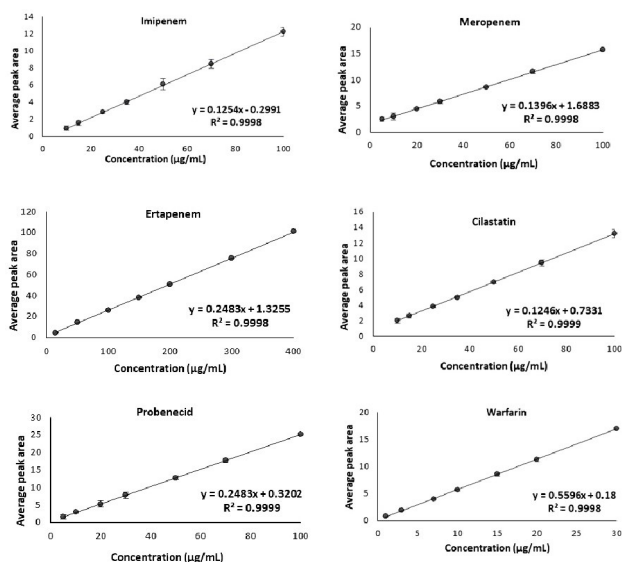 Imipenem
Average peak area
14
12
10
8
6
4
2
0
y = 0.1254x - 0.2991
R² = 0.9998
0 20 40 60 80 100
Concentration (µg/mL)
Meropenem
Average peak area
20
15
10
5
0
y = 0.1396x + 1.6883
R² = 0.9998
0 20 40 60 80 100
Concentration (µg/mL)
Ertapenem
Average peak area
120
100
80
60
40
20
0
y = 0.2483x + 1.3255
R² = 0.9998
0 100 200 300 400
Concentration (µg/mL)
Cilastatin
Average peak area
16
14
12
10
8
6
4
2
0
y = 0.1246x + 0.7331
R² = 0.9999
0 20 40 60 80 100
Concentration (µg/mL)
Probenecid
Average peak area
30
25
20
15
10
5
0
y = 0.2483x + 0.3202
R² = 0.9999
0 20 40 60 80 100
Concentration (µg/mL)
Warfarin
Average peak area
20
15
10
5
0
y = 0.5596x + 0.18
R² = 0.9998
0 5 10 15 20 25 30
Concentration (µg/mL)